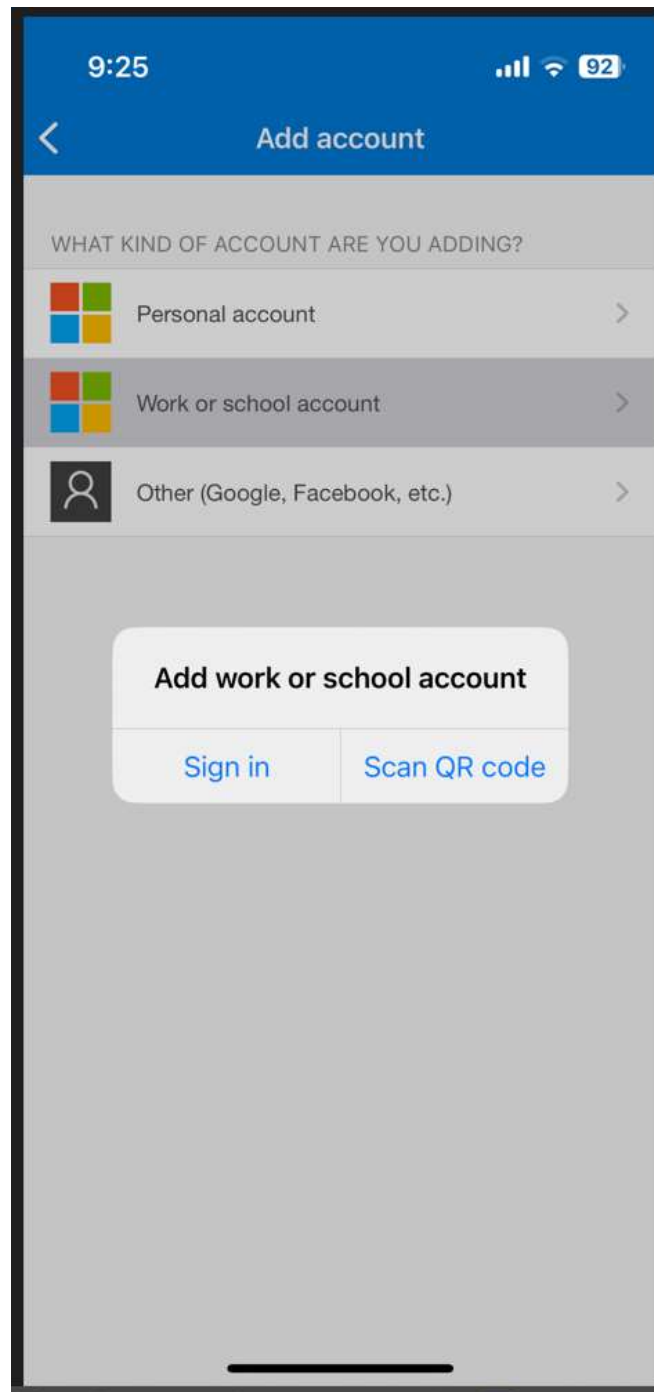 9:25
92
Add account
WHAT KIND OF ACCOUNT ARE YOU ADDING?
Personal account
Work or school account
Other (Google, Facebook, etc.)
Add work or school account
Sign in
Scan QR code